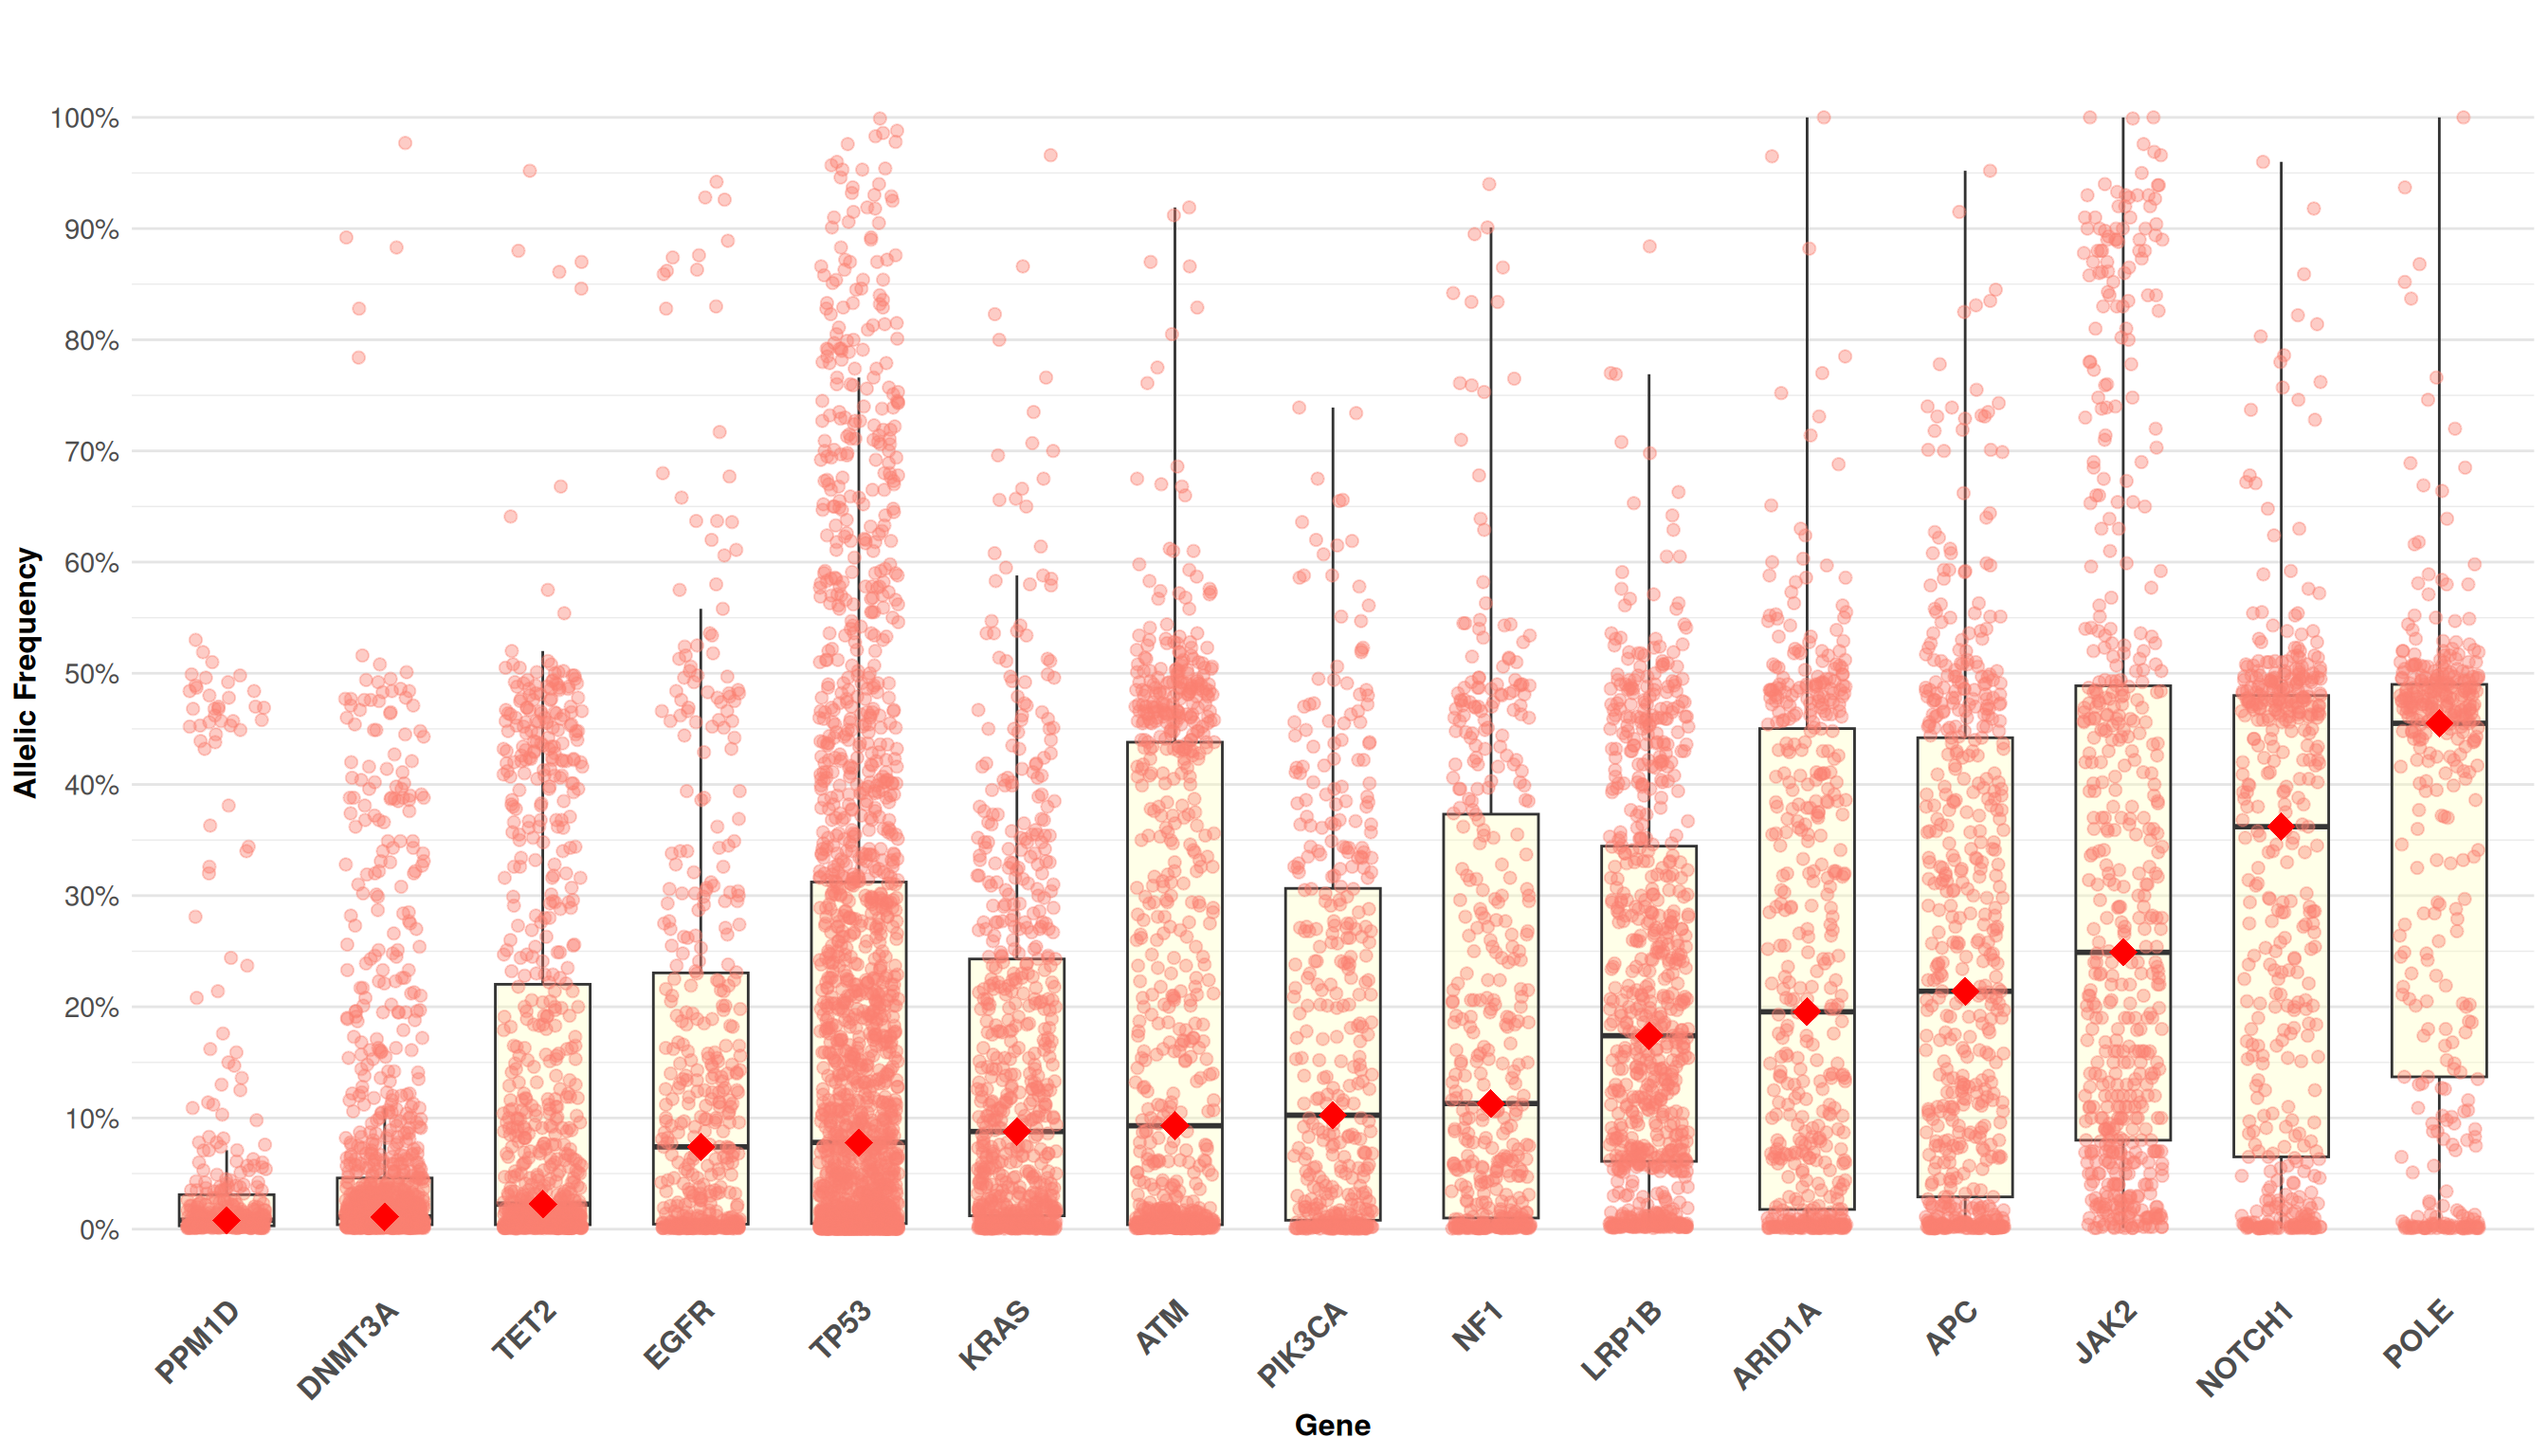 Allelic Frequency
100%
90%
80%
70%
60%
50%
40%
30%
20%
10%
0%
PPM1D
DNMT3A
TET2
EGFR
TP53
KRAS
ATM
PIK3CA
NF1
LRP1B
ARID1A
APC
JAK2
NOTCH1
POLE
Gene